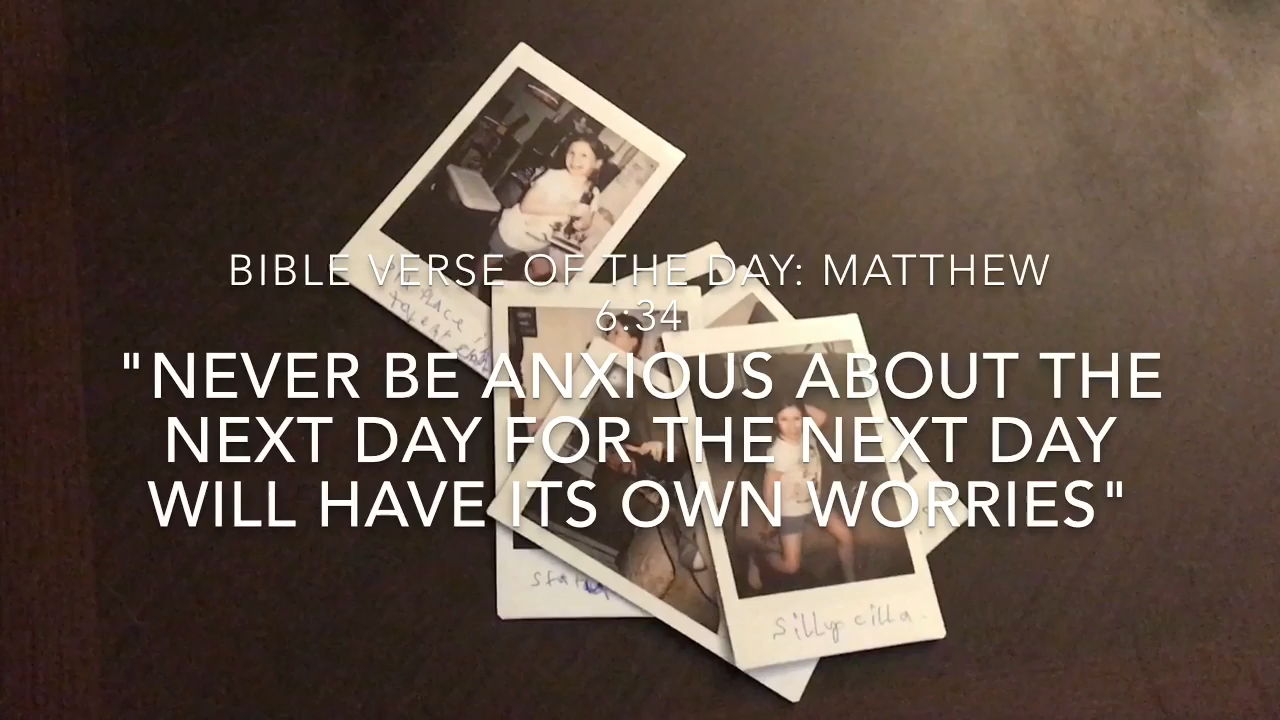 BIBLE VERSE OF THE DAY: MATTHEW
6:34
"NEVER BE ANXIOUS ABOUT THE
NEXT DAY FOR THE NEXT DAY
WILL HAVE ITS OWN WORRIES"
Place
Silly cilla.